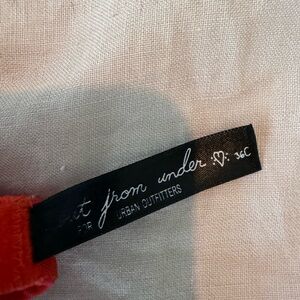 from under 36C
FOR URBAN OUTFITTERS